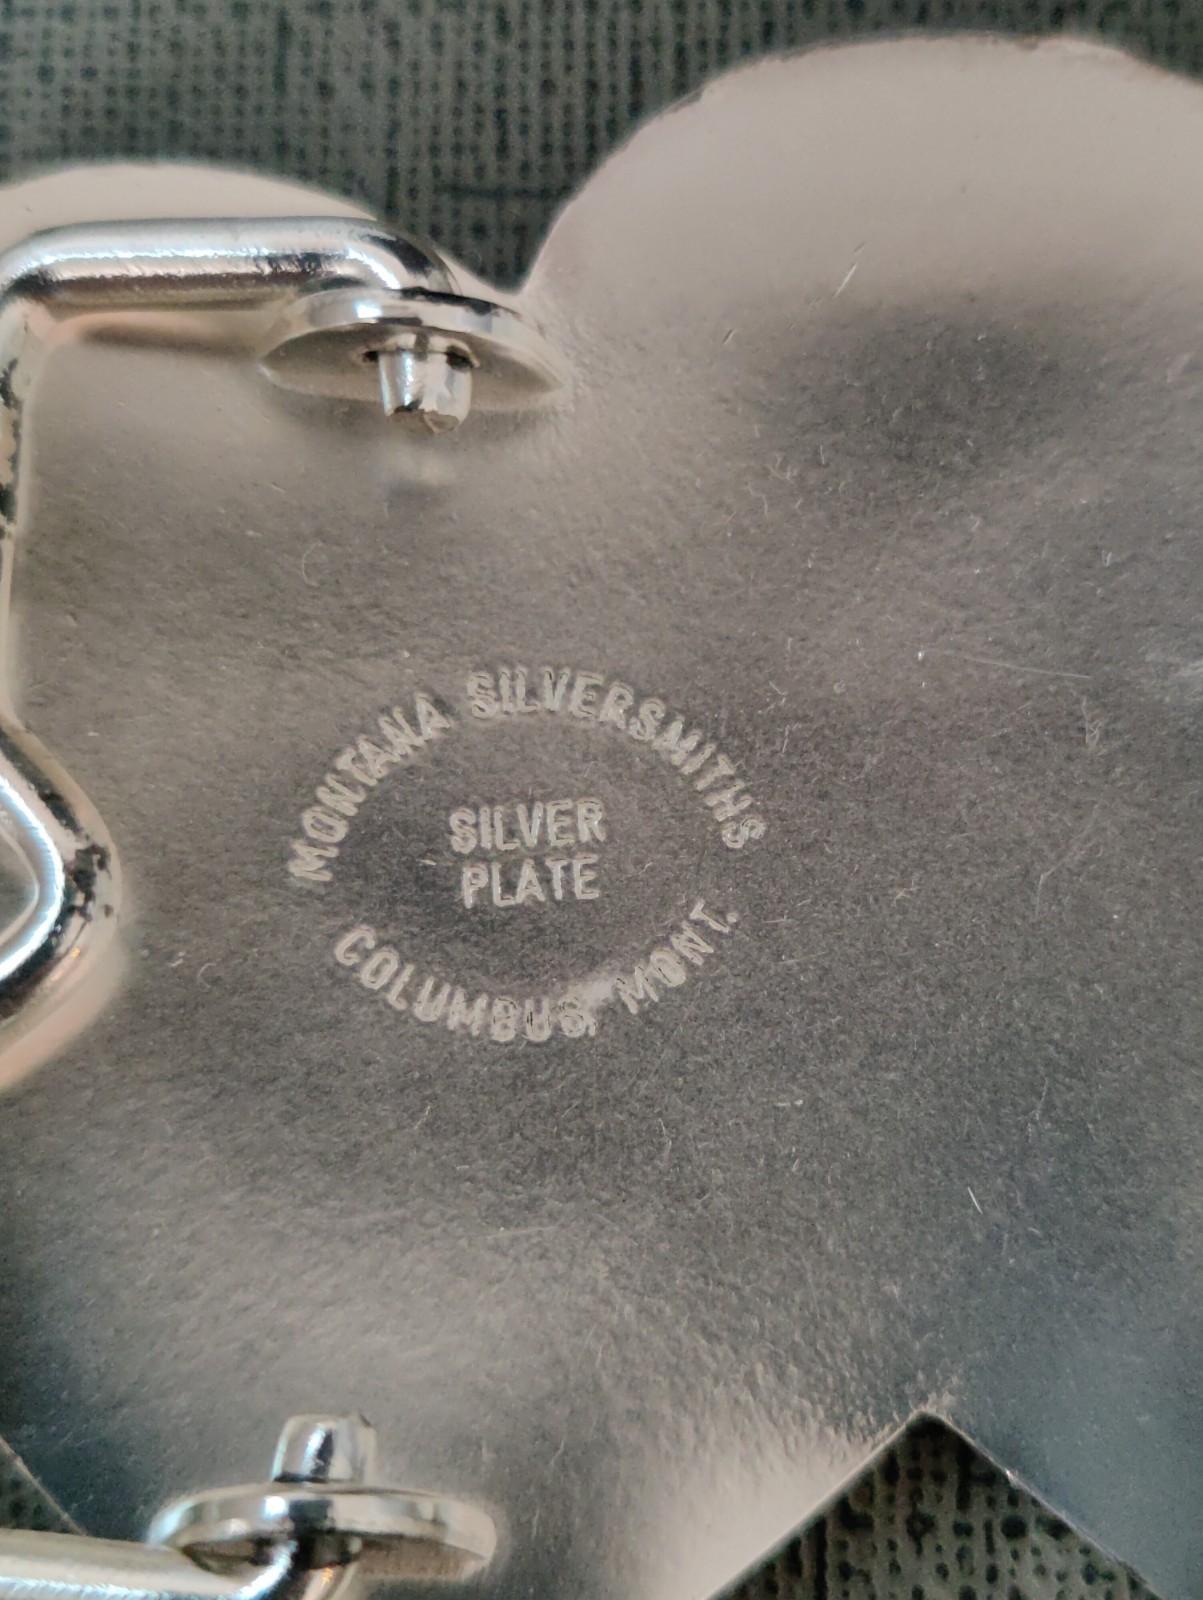 MONTANA SILVERSMITHS
SILVER
PLATE
COLUMBUS, MONT.